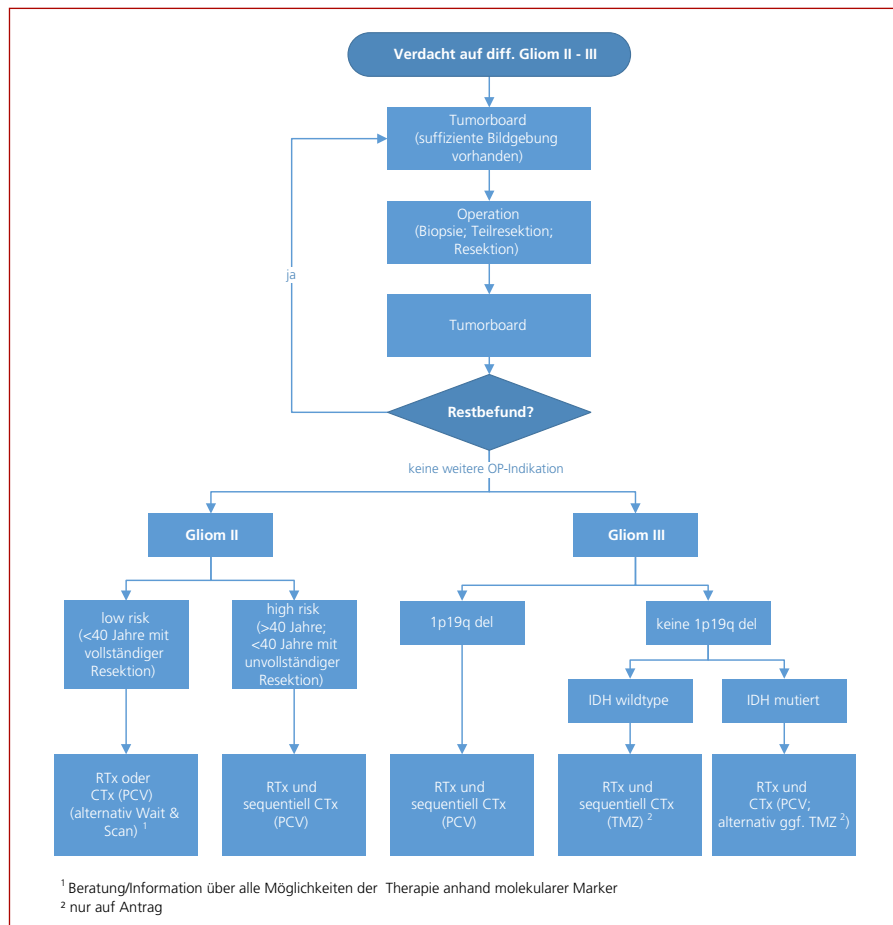 Verdacht auf diff. Gliom II - III
Tumorboard
(suffiziente Bildgebung
vorhanden)
Operation
(Biopsie; Teilresektion;
Resektion)
ja
Tumorboard
Restbefund?
keine weitere OP-Indikation
Gliom II
Gliom III
low risk
(<40 Jahre mit
vollständiger
Resektion)
high risk
(>40 Jahre;
<40 Jahre mit
unvollständiger
Resektion)
1p19q del
keine 1p19q del
IDH wildtype
IDH mutiert
RTx oder
CTx (PCV)
(alternativ Wait &
Scan) 1
RTx und
sequentiell CTx
(PCV)
RTx und
sequentiell CTx
(PCV)
RTx und
sequentiell CTx
(TMZ) 2
RTx und
CTx (PCV;
alternativ ggf. TMZ 2)
1 Beratung/Information über alle Möglichkeiten der Therapie anhand molekularer Marker
² nur auf Antrag